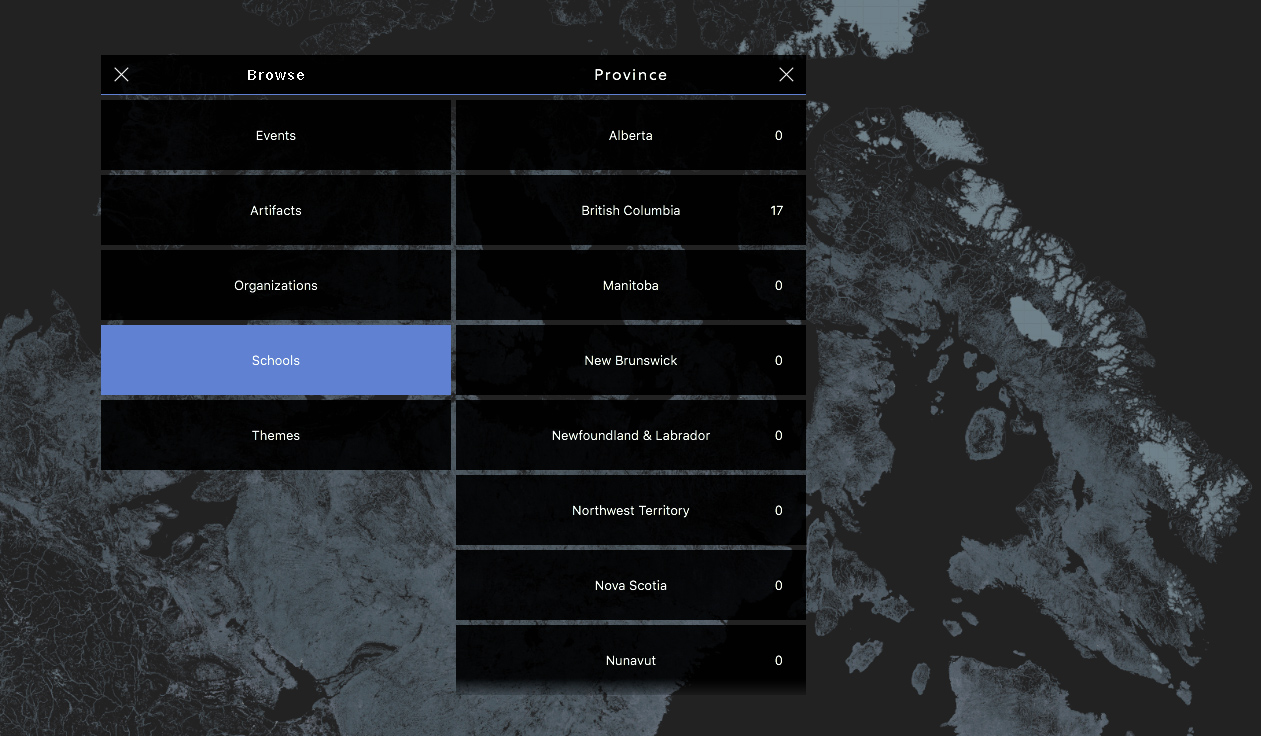 Browse
Province
Events
Artifacts
Organizations
Schools
Themes
Alberta 0
British Columbia 17
Manitoba 0
New Brunswick 0
Newfoundland & Labrador 0
Northwest Territory 0
Nova Scotia 0
Nunavut 0